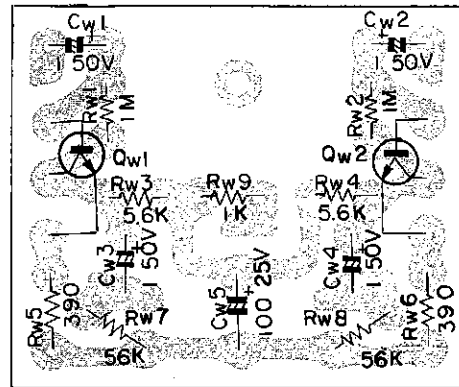 Cw1
+
1 50V
Cw2
+
1 50V
Rw1
1M
Rw2
1M
Qw1
Qw2
Rw3
5.6K
Rw9
1K
Rw4
5.6K
Cw3
+
50V
1
Cw5
+
25V
100
Cw4
+
50V
1
Rw5
390
Rw7
56K
Rw8
56K
Rw6
390